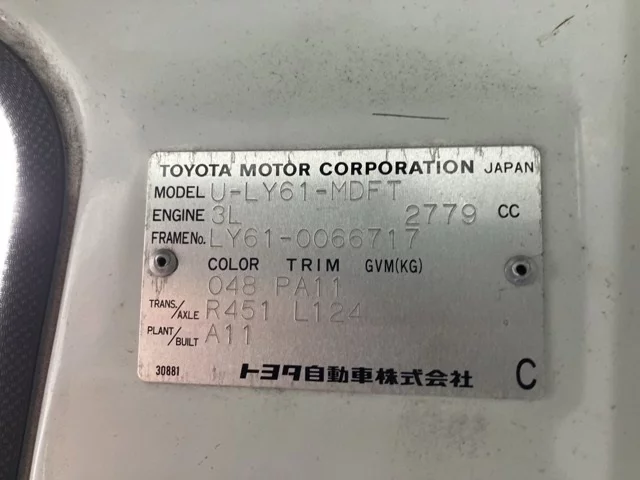 TOYOTA MOTOR CORPORATION JAPAN
MODEL U-LY61-MDFT
ENGINE 3L 2779 CC
FRAME No. LY61-0066717
COLOR TRIM GVM(KG)
048 PA11
TRANS./AXLE R451 L124
PLANT/BUILT A11
30881 トヨタ自動車株式会社 C